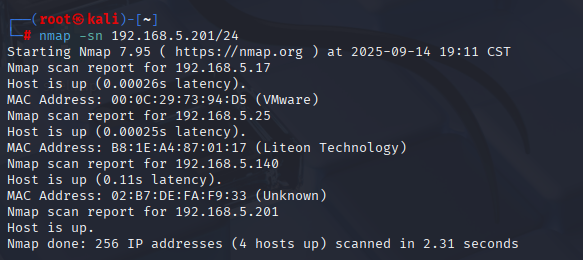 ┌──(root㉿kali)-[~]
└─# nmap -sn 192.168.5.201/24
Starting Nmap 7.95 ( https://nmap.org ) at 2025-09-14 19:11 CST
Nmap scan report for 192.168.5.17
Host is up (0.00026s latency).
MAC Address: 00:0C:29:73:94:D5 (VMware)
Nmap scan report for 192.168.5.25
Host is up (0.00025s latency).
MAC Address: B8:1E:A4:87:01:17 (Liteon Technology)
Nmap scan report for 192.168.5.140
Host is up (0.11s latency).
MAC Address: 02:B7:DE:FA:F9:33 (Unknown)
Nmap scan report for 192.168.5.201
Host is up.
Nmap done: 256 IP addresses (4 hosts up) scanned in 2.31 seconds